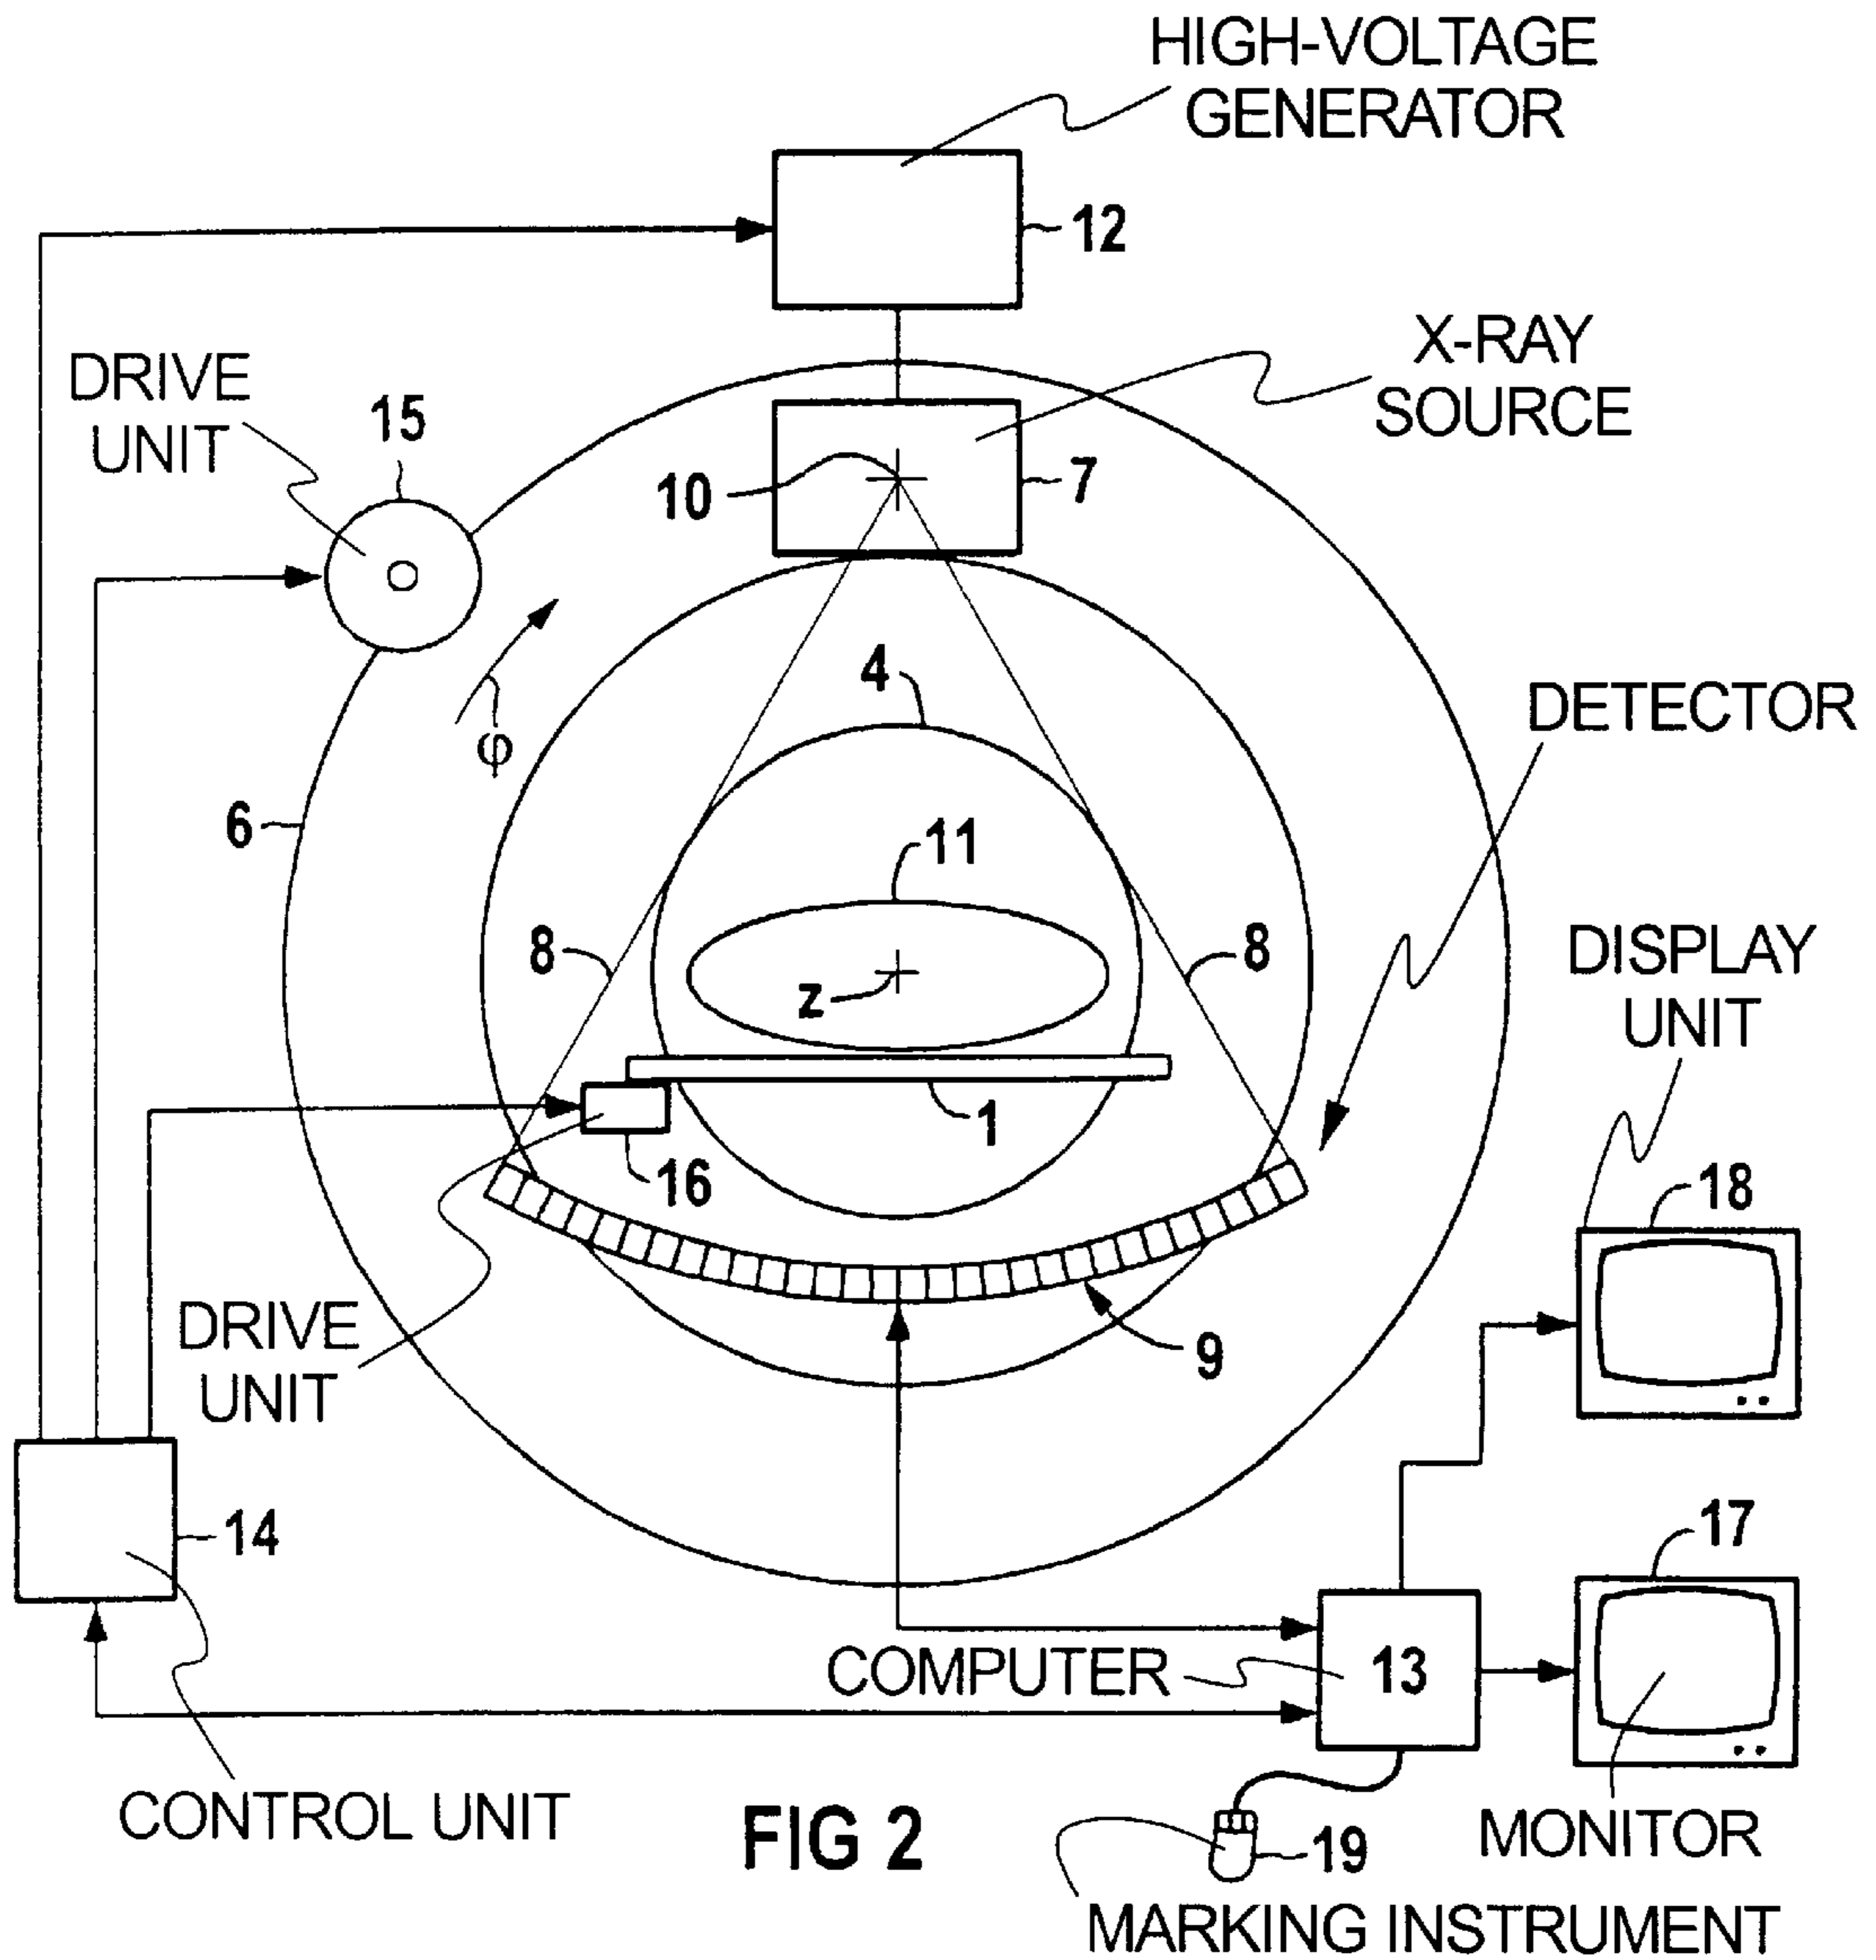 HIGH-VOLTAGE
GENERATOR
12
X-RAY
SOURCE
DRIVE
UNIT
15
10
7
4
DETECTOR
φ
6
11
8
8
DISPLAY
UNIT
z
1
16
18
DRIVE
UNIT
9
14
17
COMPUTER
13
CONTROL UNIT
FIG 2
19
MONITOR
MARKING INSTRUMENT